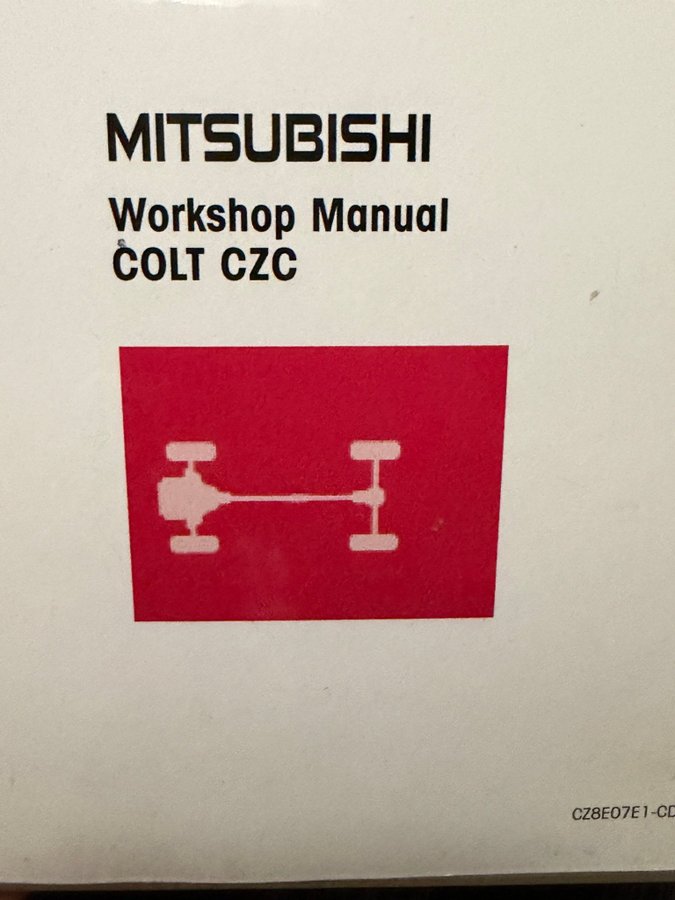 MITSUBISHI
Workshop Manual
COLT CZC
CZ8E07E1-CD